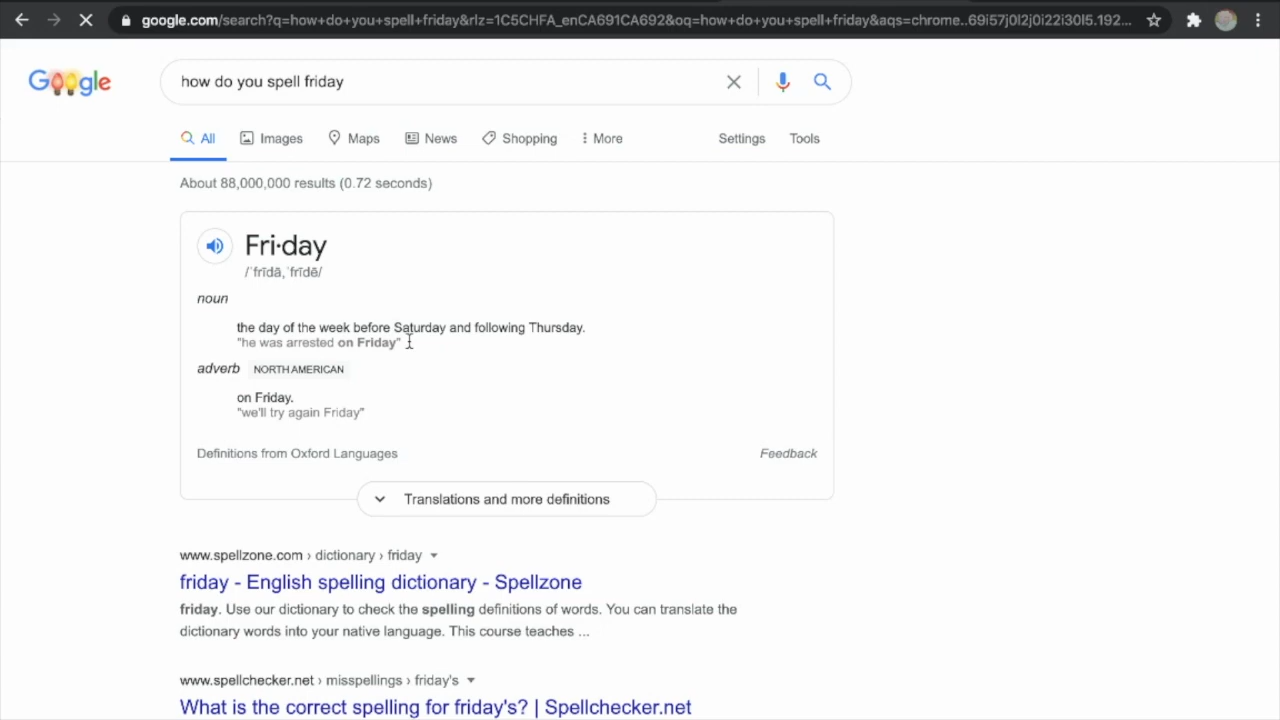 google.com/search?q=how+do+you+spell+friday&rlz=1C5CHFA_enCA691CA692&oq=how+do+you+spell+friday&aqs=chrome..69i57j0l2j0i22i30l5.192...
Google
how do you spell friday
All Images Maps News Shopping More Settings Tools
About 88,000,000 results (0.72 seconds)
Fri·day
/ˈfrīdā,ˈfrīdē/
noun
the day of the week before Saturday and following Thursday.
"he was arrested on Friday"
adverb NORTH AMERICAN
on Friday.
"we'll try again Friday"
Definitions from Oxford Languages Feedback
Translations and more definitions
www.spellzone.com › dictionary › friday
friday - English spelling dictionary - Spellzone
friday. Use our dictionary to check the spelling definitions of words. You can translate the
dictionary words into your native language. This course teaches ...
www.spellchecker.net › misspellings › friday's
What is the correct spelling for friday's? | Spellchecker.net